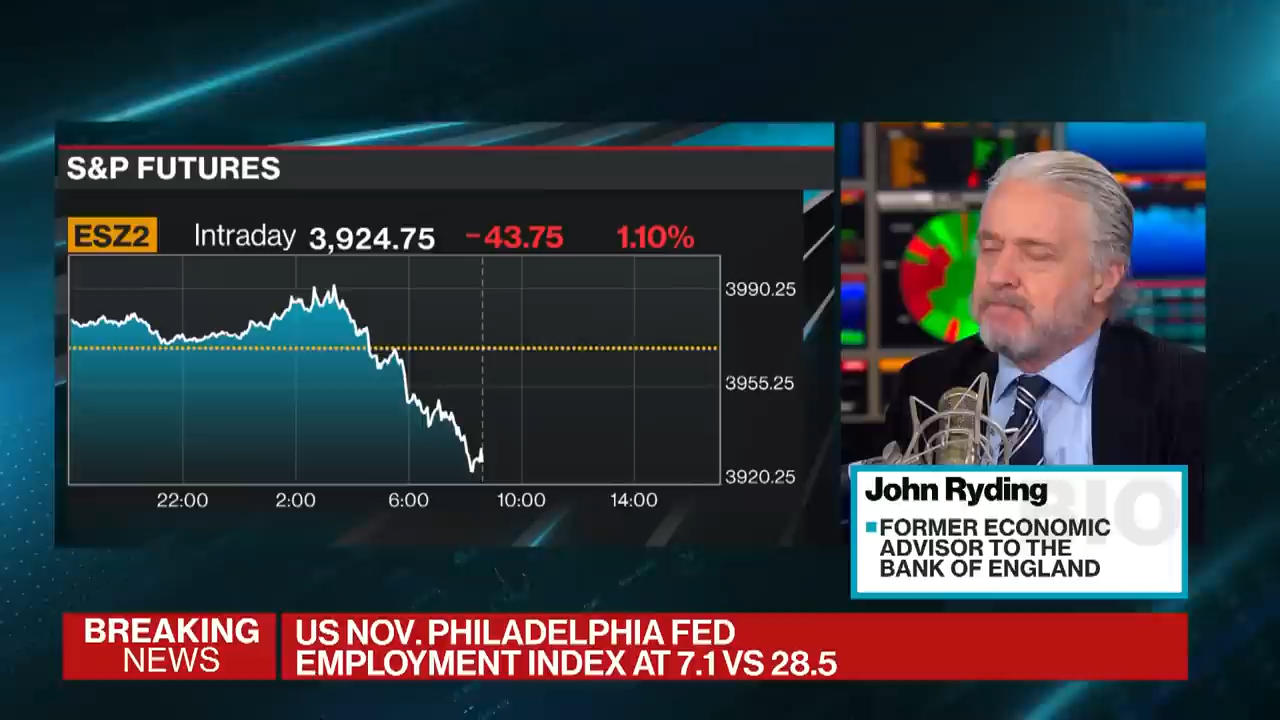 S&P FUTURES
ESZ2 Intraday 3,924.75 -43.75 1.10%
3990.25
3955.25
3920.25
22:00 2:00 6:00 10:00 14:00
John Ryding
BIO
FORMER ECONOMIC
ADVISOR TO THE
BANK OF ENGLAND
BREAKING
NEWS
US NOV. PHILADELPHIA FED
EMPLOYMENT INDEX AT 7.1 VS 28.5